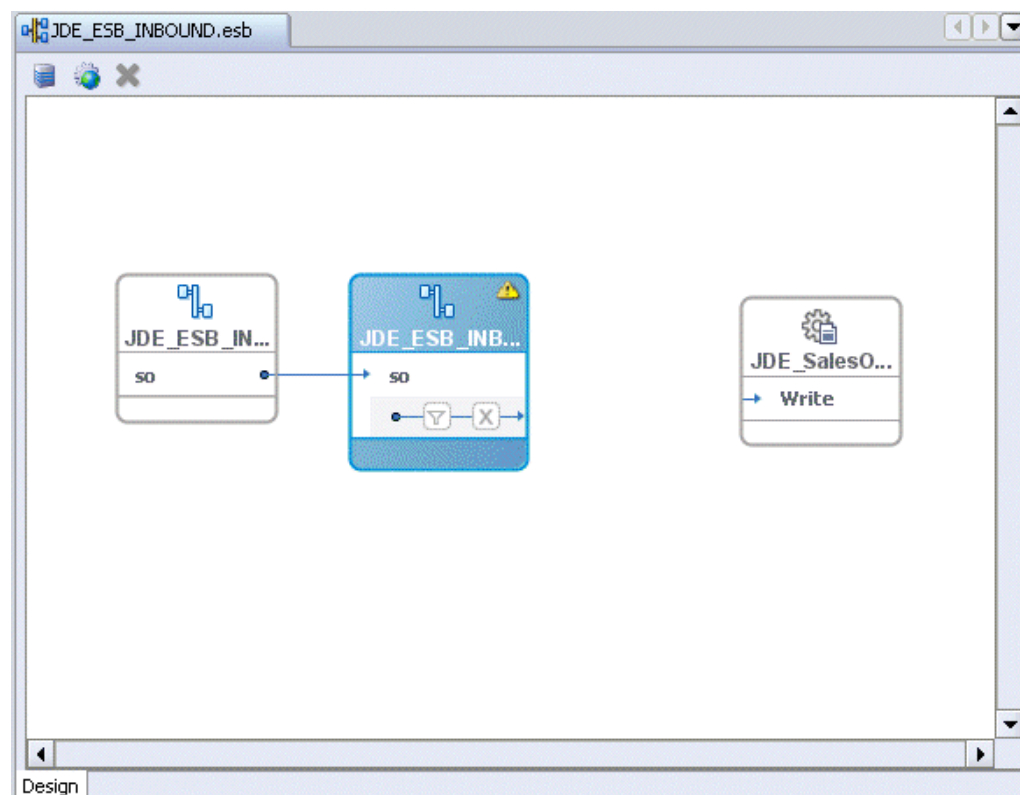 JDE_ESB_INBOUND.esb
JDE_ESB_IN...
so
JDE_ESB_INB...
so
JDE_SalesO...
Write
Design